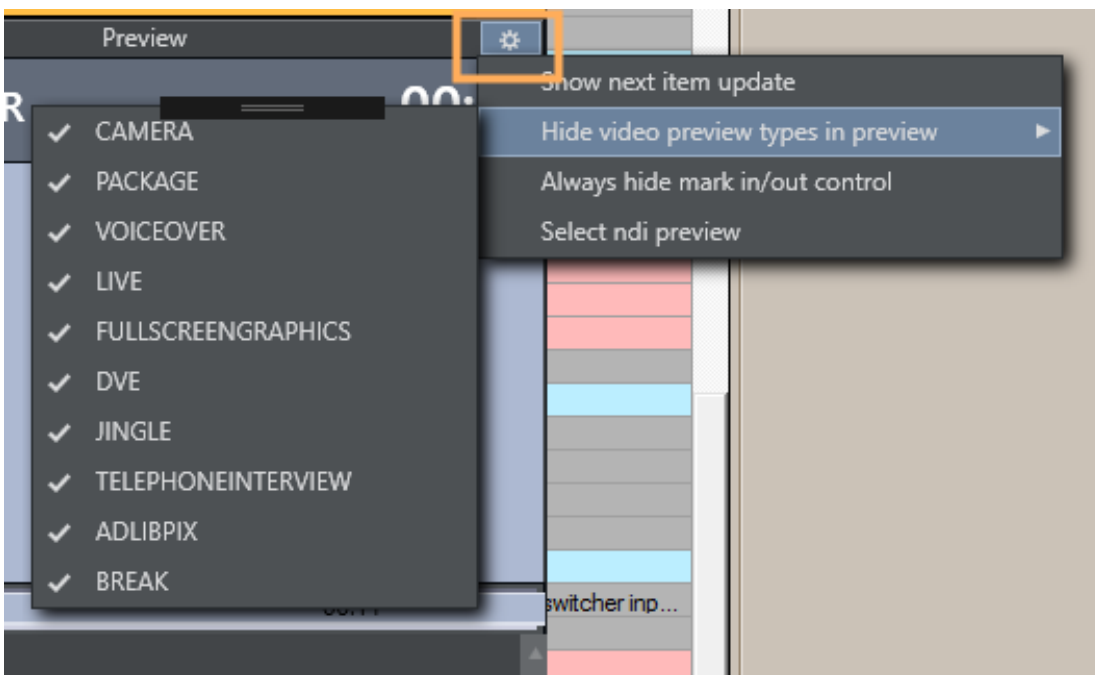 Preview
Show next item update
R
00:
CAMERA
Hide video preview types in preview
PACKAGE
Always hide mark in/out control
VOICEOVER
Select ndi preview
LIVE
FULLSCREENGRAPHICS
DVE
JINGLE
TELEPHONEINTERVIEW
ADLIBPIX
BREAK
switcher inp...